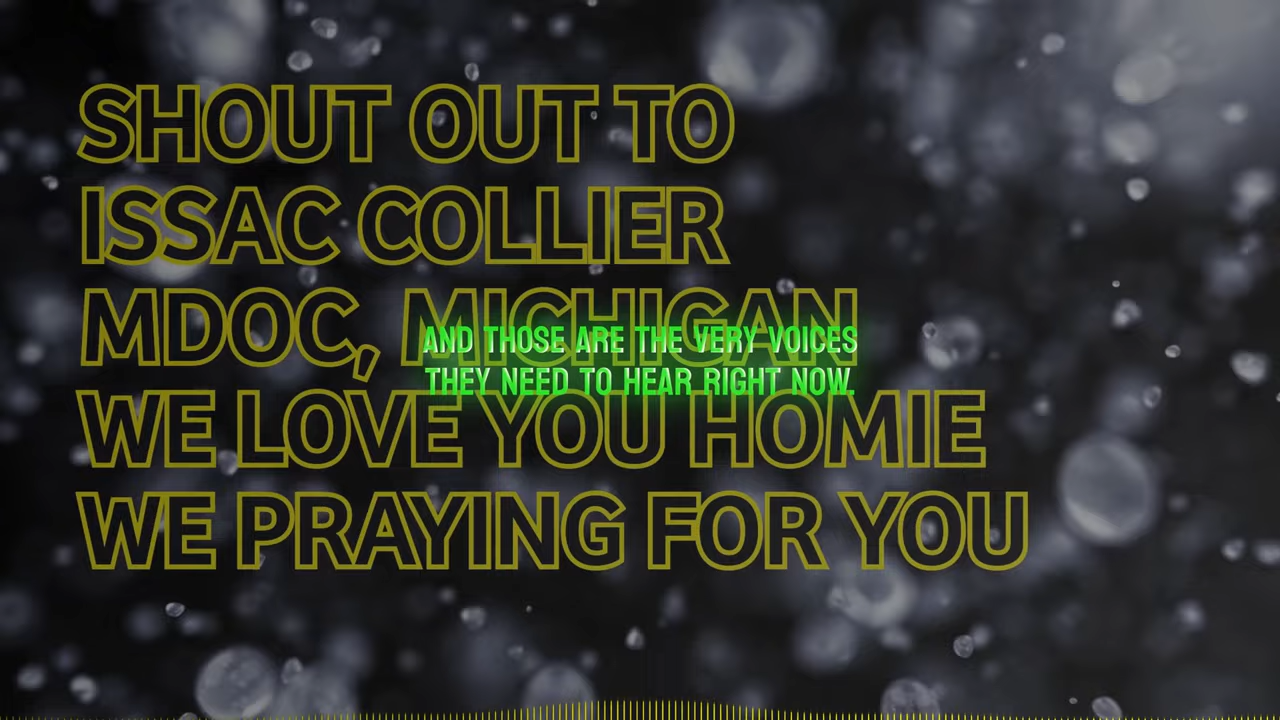 SHOUT OUT TO
ISSAC COLLIER
MDOC, MICHIGAN
AND THOSE ARE THE VERY VOICES
THEY NEED TO HEAR RIGHT NOW.
WE LOVE YOU HOMIE
WE PRAYING FOR YOU